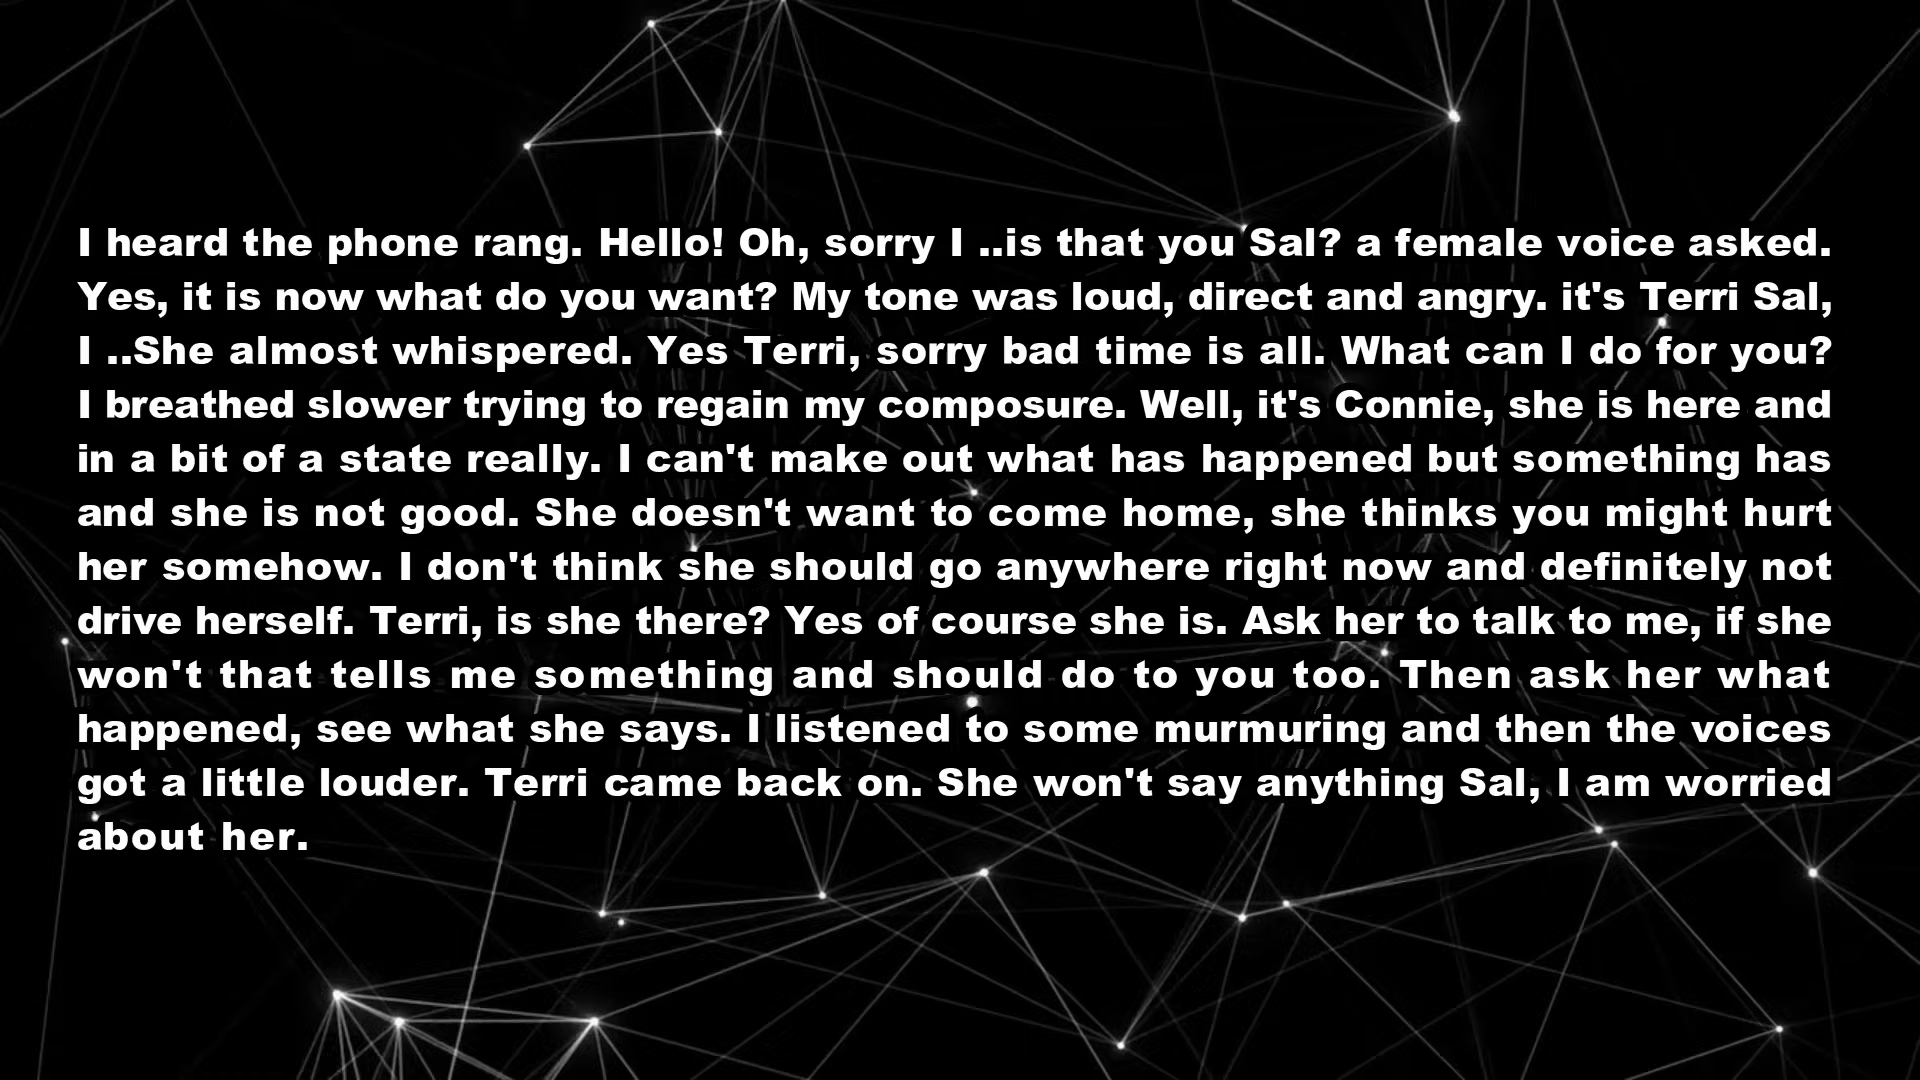 I heard the phone rang. Hello! Oh, sorry I ..is that you Sal? a female voice asked.
Yes, it is now what do you want? My tone was loud, direct and angry. it's Terri Sal,
I ..She almost whispered. Yes Terri, sorry bad time is all. What can I do for you?
I breathed slower trying to regain my composure. Well, it's Connie, she is here and
in a bit of a state really. I can't make out what has happened but something has
and she is not good. She doesn't want to come home, she thinks you might hurt
her somehow. I don't think she should go anywhere right now and definitely not
drive herself. Terri, is she there? Yes of course she is. Ask her to talk to me, if she
won't that tells me something and should do to you too. Then ask her what
happened, see what she says. I listened to some murmuring and then the voices
got a little louder. Terri came back on. She won't say anything Sal, I am worried
about her.